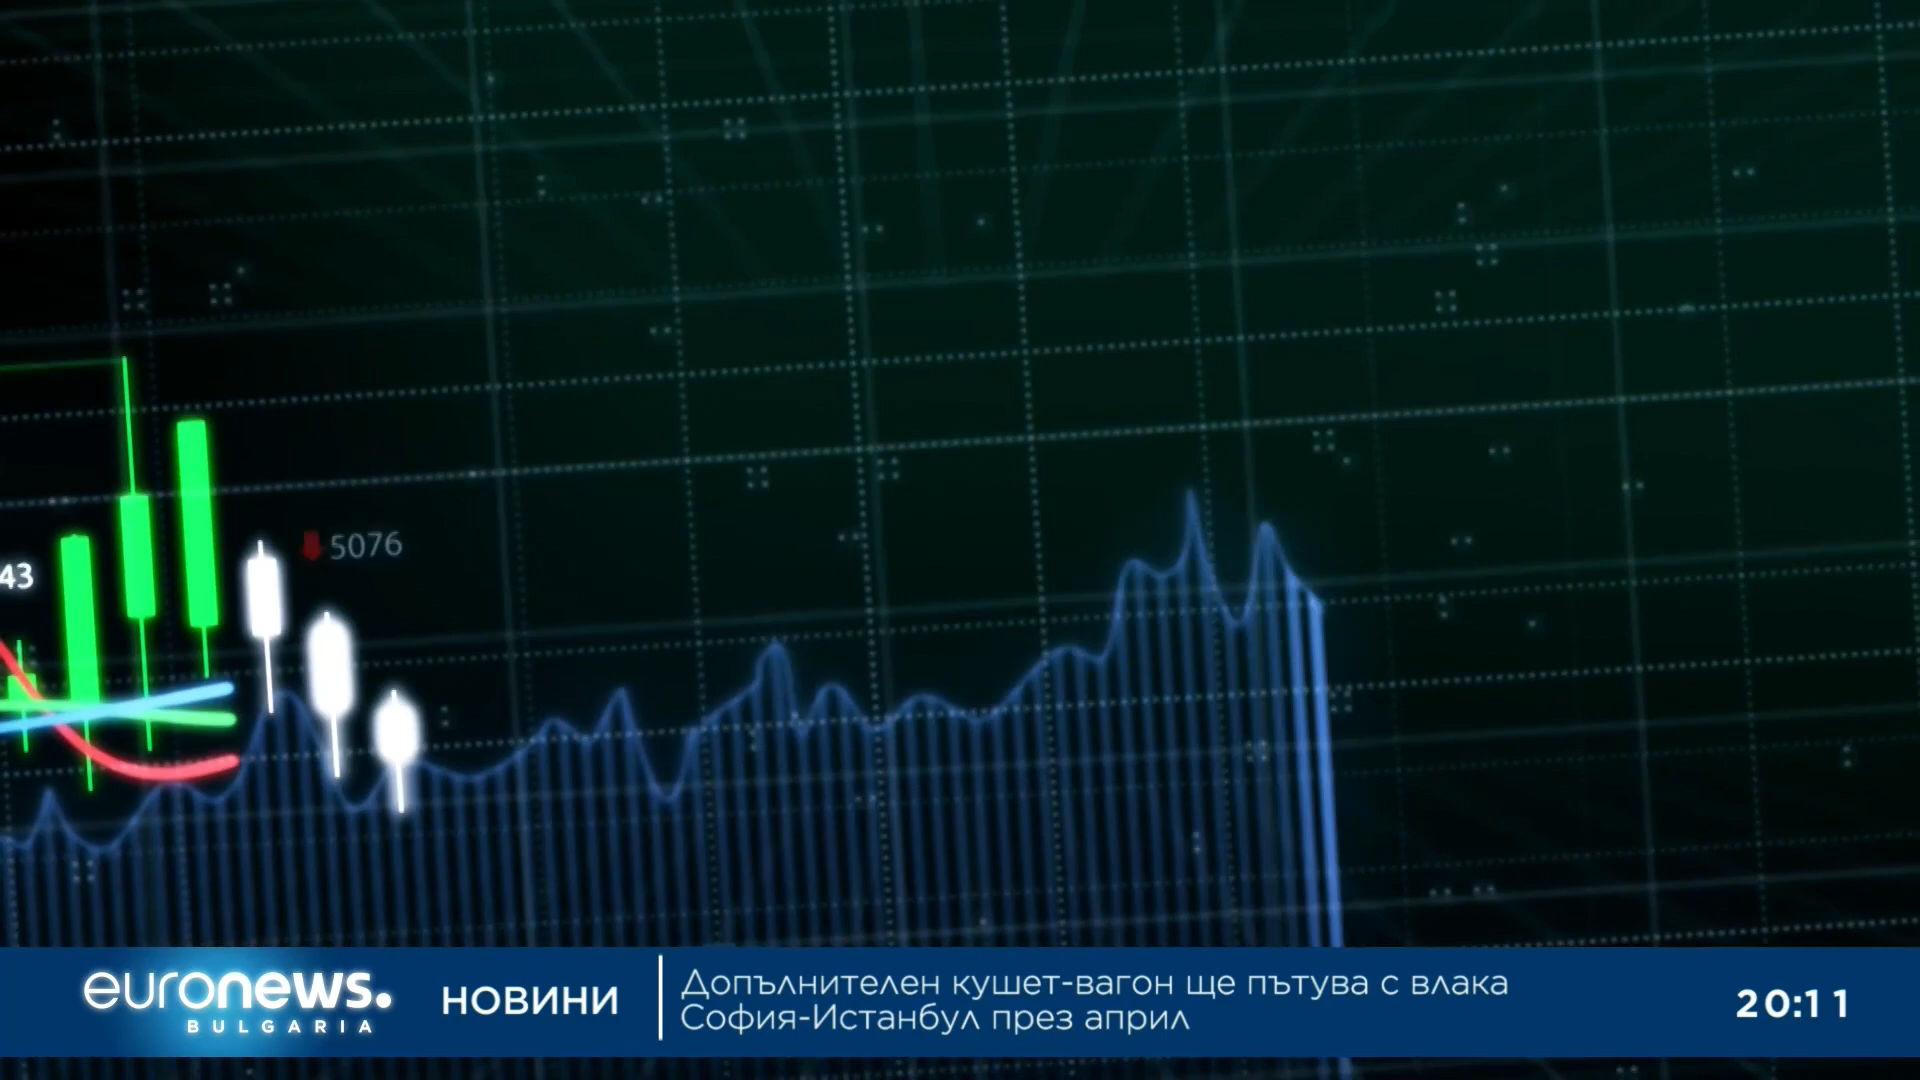 5076
43
euronews.
BULGARIA
НОВИНИ
Допълнителен кушет-вагон ще пътува с влака
София-Истанбул през април
20:11